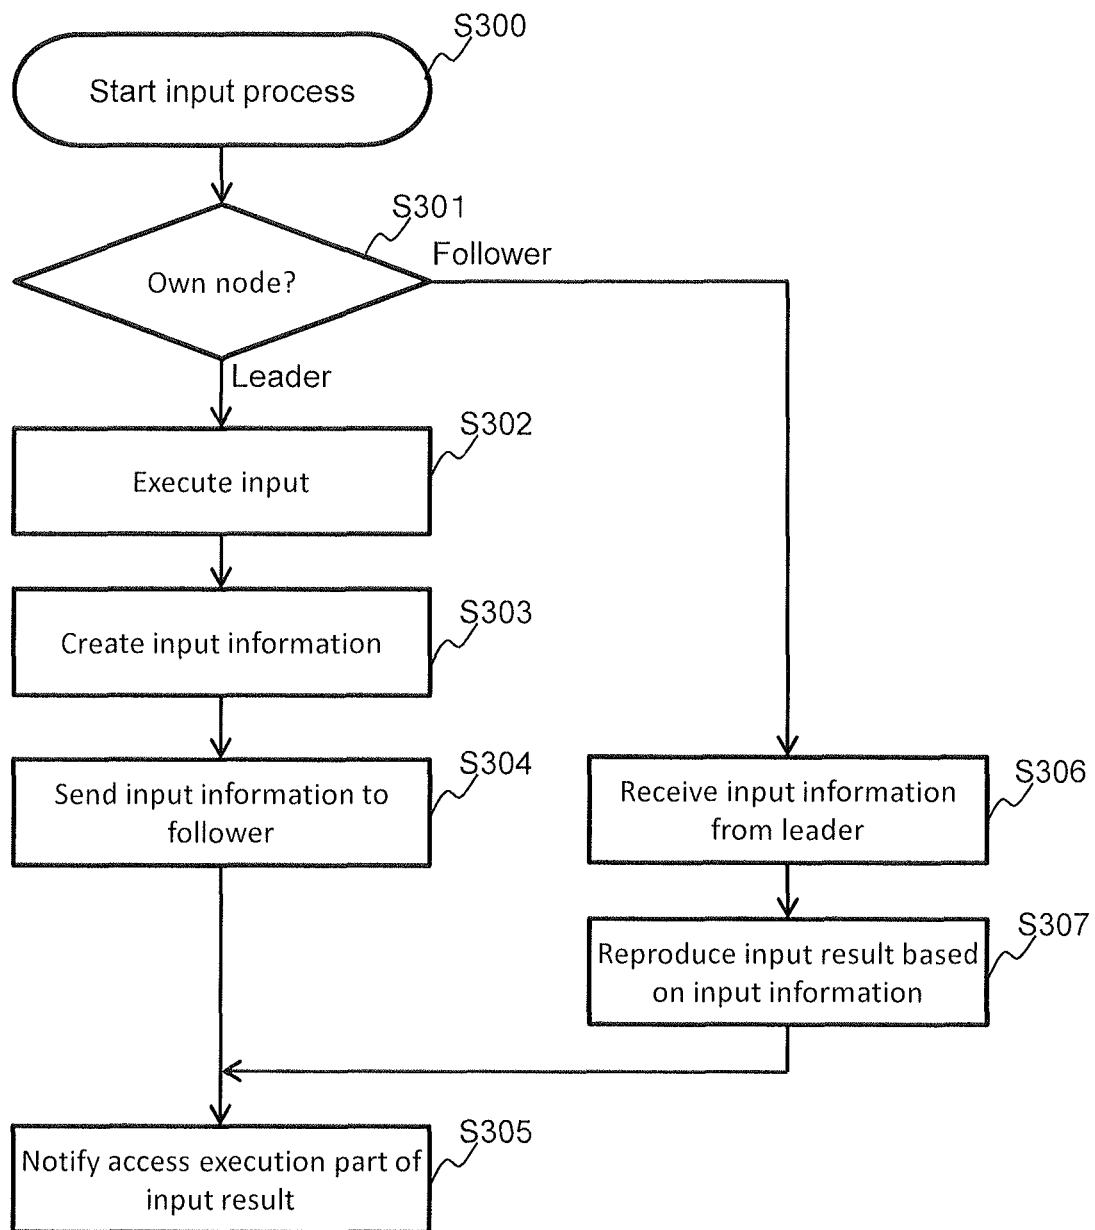 S300
Start input process
S301
Follower
Own node?
Leader
S302
Execute input
S303
Create input information
S304
Send input information to
follower
S306
Receive input information
from leader
S307
Reproduce input result based
on input information
S305
Notify access execution part of
input result